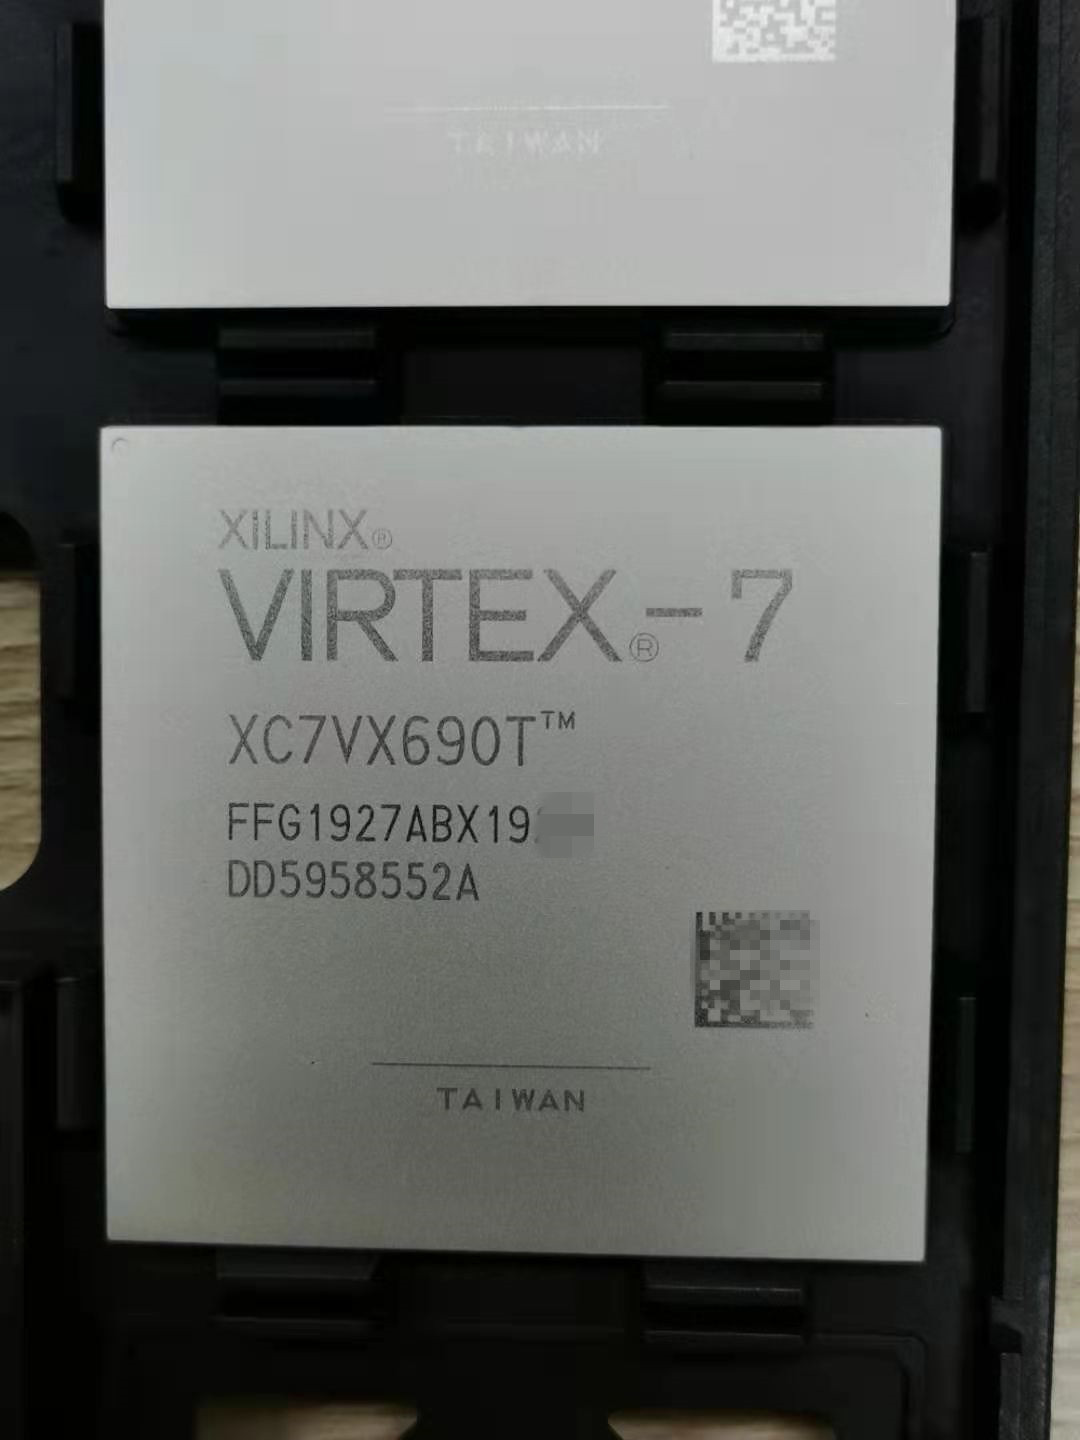 TAIWAN
XILINX®
VIRTEX®-7
XC7VX690T™
FFG1927ABX19
DD5958552A
TAIWAN